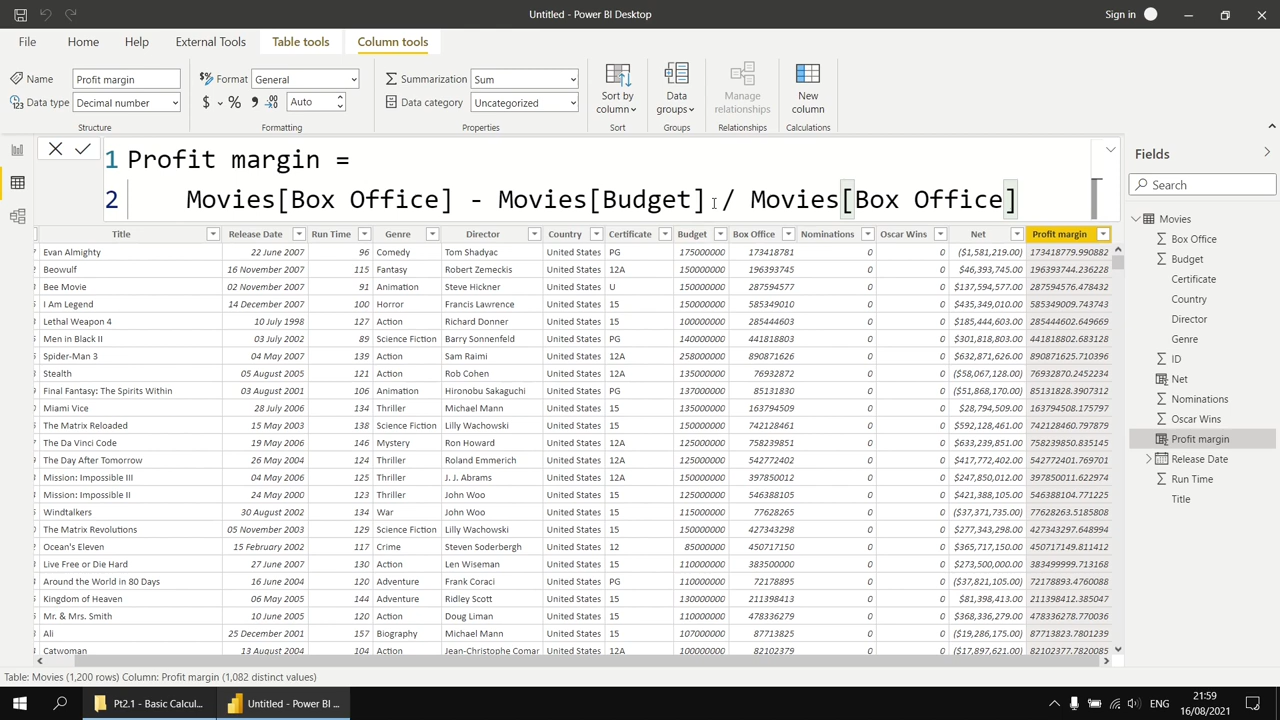 Untitled - Power BI Desktop
Sign in
File Home Help External Tools Table tools Column tools
Name Profit margin
Data type Decimal number
Structure
Format General
$ % Auto
Formatting
Summarization Sum
Data category Uncategorized
Properties
Sort by column
Sort
Data groups
Groups
Manage relationships
Relationships
New column
Calculations
1 Profit margin =
2 Movies[Box Office] - Movies[Budget] / Movies[Box Office]
Title Release Date Run Time Genre Director Country Certificate Budget Box Office Nominations Oscar Wins Net Profit margin
Evan Almighty 22 June 2007 96 Comedy Tom Shadyac United States PG 175000000 173418781 0 0 ($1,581,219.00) 173418779.990882
Beowulf 16 November 2007 115 Fantasy Robert Zemeckis United States 12A 150000000 196393745 0 0 $46,393,745.00 196393744.236228
Bee Movie 02 November 2007 91 Animation Steve Hickner United States U 150000000 287594577 0 0 $137,594,577.00 287594576.478432
I Am Legend 14 December 2007 100 Horror Francis Lawrence United States 15 150000000 585349010 0 0 $435,349,010.00 585349009.743743
Lethal Weapon 4 10 July 1998 127 Action Richard Donner United States 15 100000000 285444603 0 0 $185,444,603.00 285444602.649669
Men in Black II 03 July 2002 89 Science Fiction Barry Sonnenfeld United States PG 140000000 441818803 0 0 $301,818,803.00 441818802.683128
Spider-Man 3 04 May 2007 139 Action Sam Raimi United States 12A 258000000 890871626 0 0 $632,871,626.00 890871625.710396
Stealth 05 August 2005 121 Action Rob Cohen United States 12A 135000000 76932872 0 0 ($58,067,128.00) 76932870.2452234
Final Fantasy: The Spirits Within 03 August 2001 106 Animation Hironobu Sakaguchi United States PG 137000000 85131830 0 0 ($51,868,170.00) 85131828.3907312
Miami Vice 28 July 2006 134 Thriller Michael Mann United States 15 135000000 163794509 0 0 $28,794,509.00 163794508.175797
The Matrix Reloaded 15 May 2003 138 Science Fiction Lilly Wachowski United States 15 150000000 742128461 0 0 $592,128,461.00 742128460.797879
The Da Vinci Code 19 May 2006 146 Mystery Ron Howard United States 12A 125000000 758239851 0 0 $633,239,851.00 758239850.835145
The Day After Tomorrow 26 May 2004 124 Thriller Roland Emmerich United States 12A 125000000 542772402 0 0 $417,772,402.00 542772401.769701
Mission: Impossible III 04 May 2006 125 Thriller J. J. Abrams United States 12A 150000000 397850012 0 0 $247,850,012.00 397850011.622974
Mission: Impossible II 24 May 2000 123 Thriller John Woo United States 15 125000000 546388105 0 0 $421,388,105.00 546388104.771225
Windtalkers 30 August 2002 134 War John Woo United States 15 115000000 77628265 0 0 ($37,371,735.00) 77628263.5185808
The Matrix Revolutions 05 November 2003 129 Science Fiction Lilly Wachowski United States 15 150000000 427343298 0 0 $277,343,298.00 427343297.648994
Ocean's Eleven 15 February 2002 117 Crime Steven Soderbergh United States 12 85000000 450717150 0 0 $365,717,150.00 450717149.811412
Live Free or Die Hard 27 June 2007 130 Action Len Wiseman United States 15 110000000 383500000 0 0 $273,500,000.00 383499999.713168
Around the World in 80 Days 16 June 2004 120 Adventure Frank Coraci United States PG 110000000 72178895 0 0 ($37,821,105.00) 72178893.4760088
Kingdom of Heaven 06 May 2005 144 Adventure Ridley Scott United States 15 130000000 211398413 0 0 $81,398,413.00 211398412.385047
Mr. & Mrs. Smith 10 June 2005 120 Action Doug Liman United States 15 110000000 478336279 0 0 $368,336,279.00 478336278.770036
Ali 25 December 2001 157 Biography Michael Mann United States 15 107000000 87713825 0 0 ($19,286,175.00) 87713823.7801239
Catwoman 13 August 2004 104 Action Jean-Christophe Comar United States 12A 100000000 82102379 0 0 ($17,897,621.00) 82102377.7820085
Table: Movies (1,200 rows) Column: Profit margin (1,082 distinct values)
Fields
Search
Movies
Box Office
Budget
Certificate
Country
Director
Genre
ID
Net
Nominations
Oscar Wins
Profit margin
Release Date
Run Time
Title
Pt2.1 - Basic Calcul...
Untitled - Power BI ...
ENG
21:59
16/08/2021